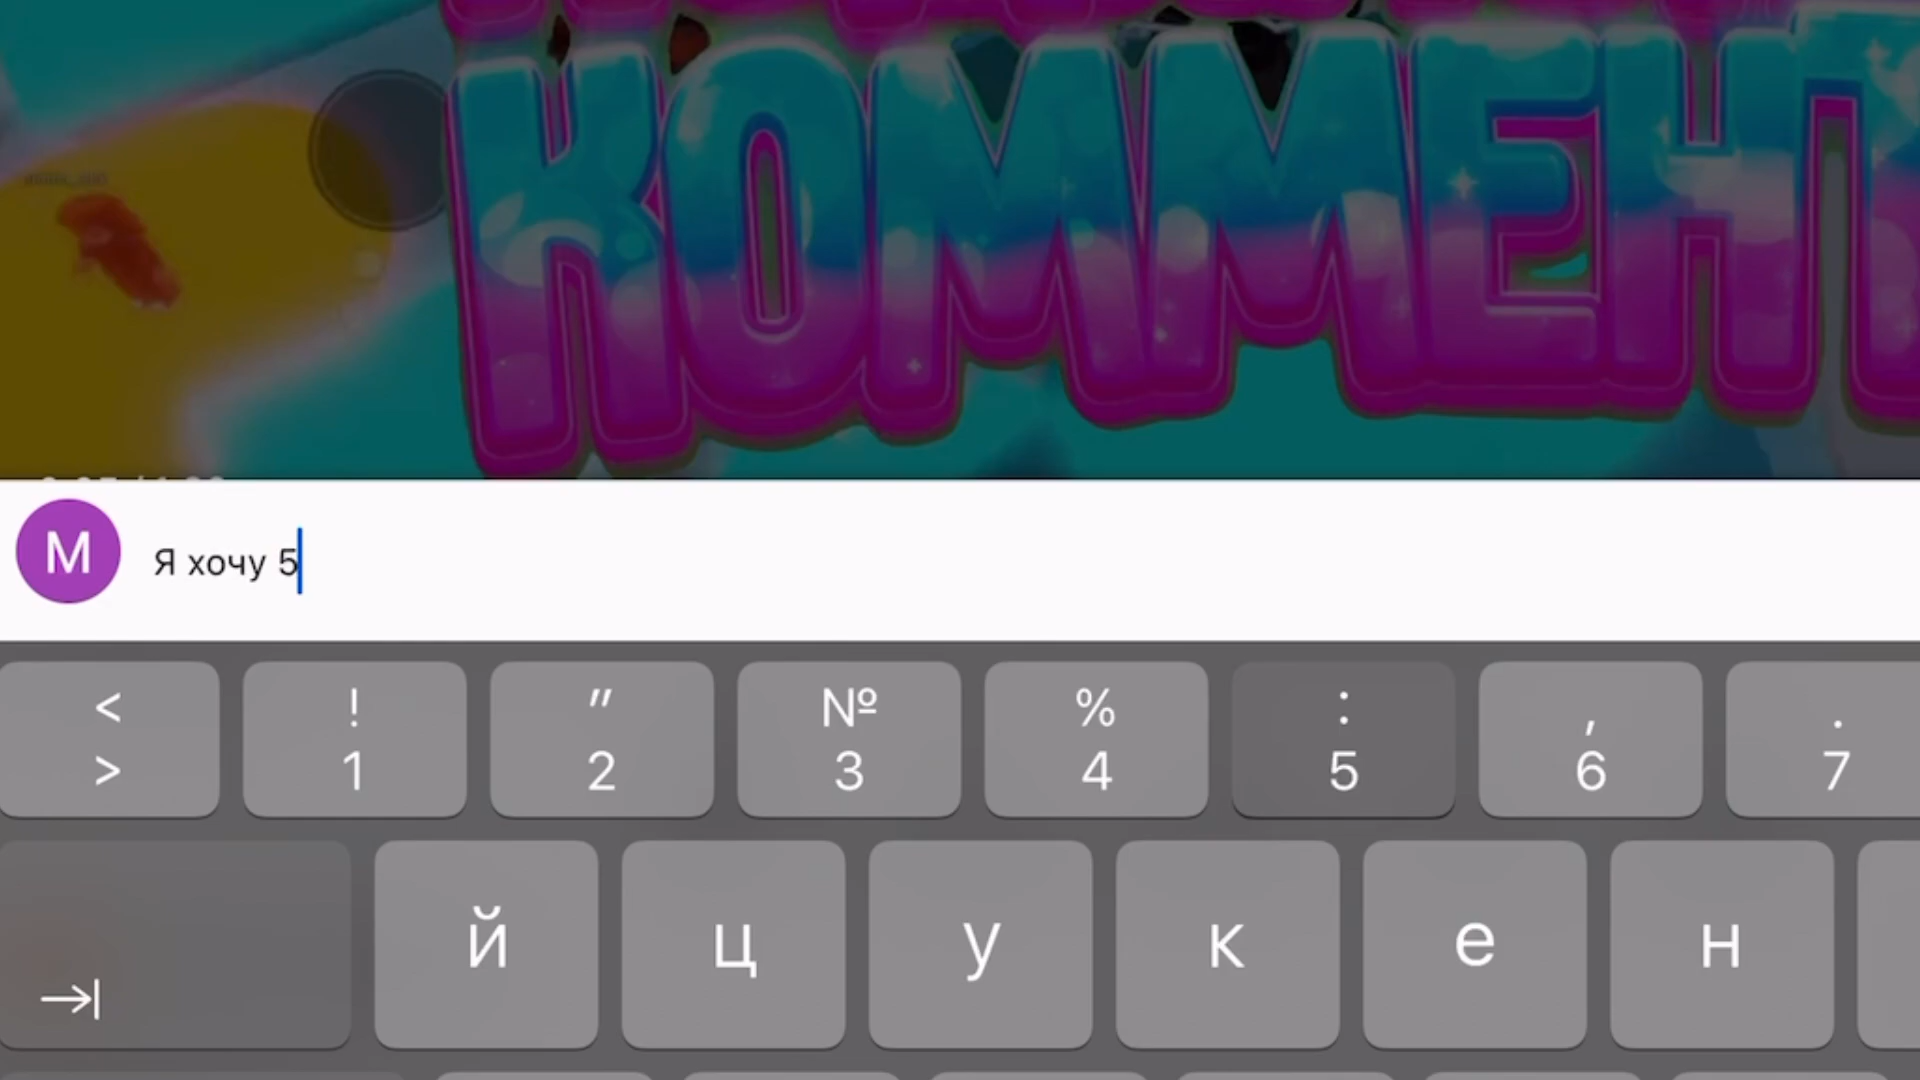 КОММЕНТ
М
Я хочу 5
< ! " № % : , .
> 1 2 3 4 5 6 7
й ц у к е н